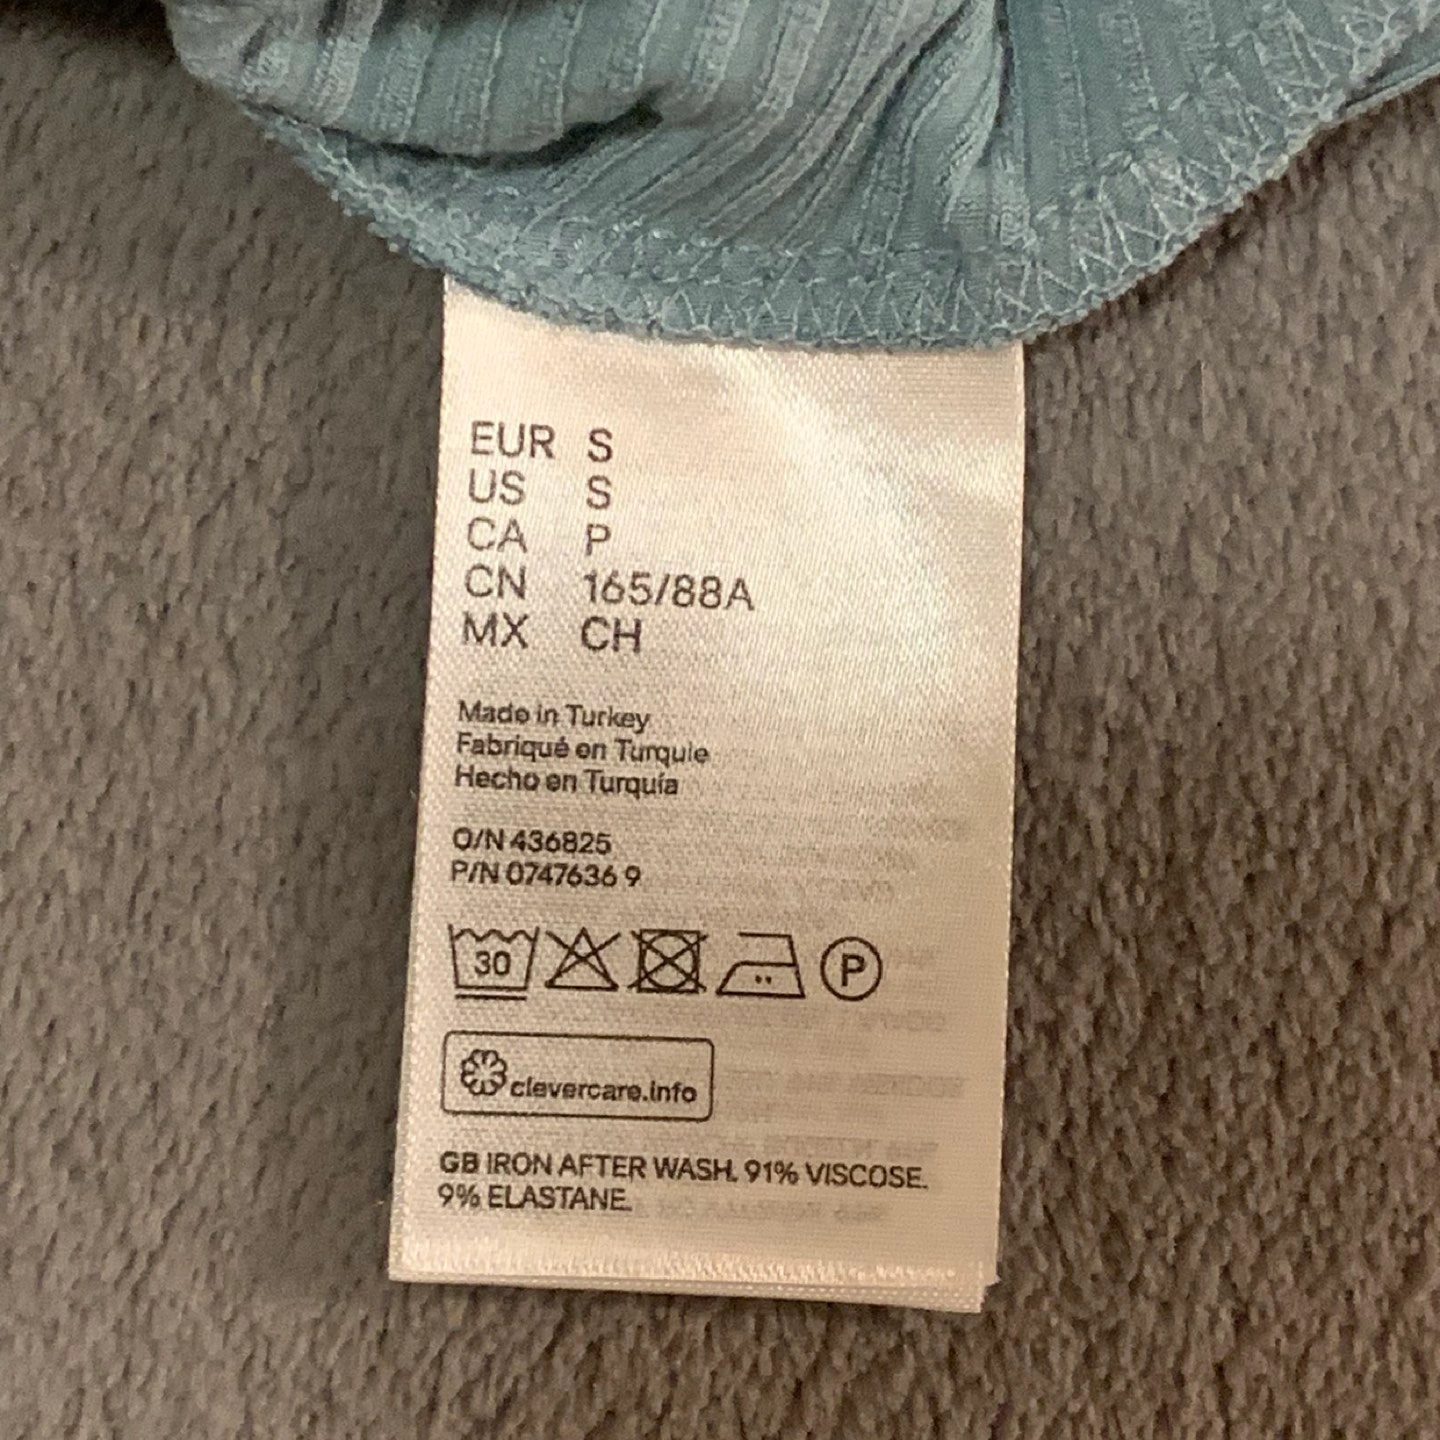 EUR S
US S
CA P
CN 165/88A
MX CH
Made in Turkey
Fabriqué en Turquie
Hecho en Turquía
O/N 436825
P/N 0747636 9
30
P
clevercare.info
GB IRON AFTER WASH. 91% VISCOSE.
9% ELASTANE.